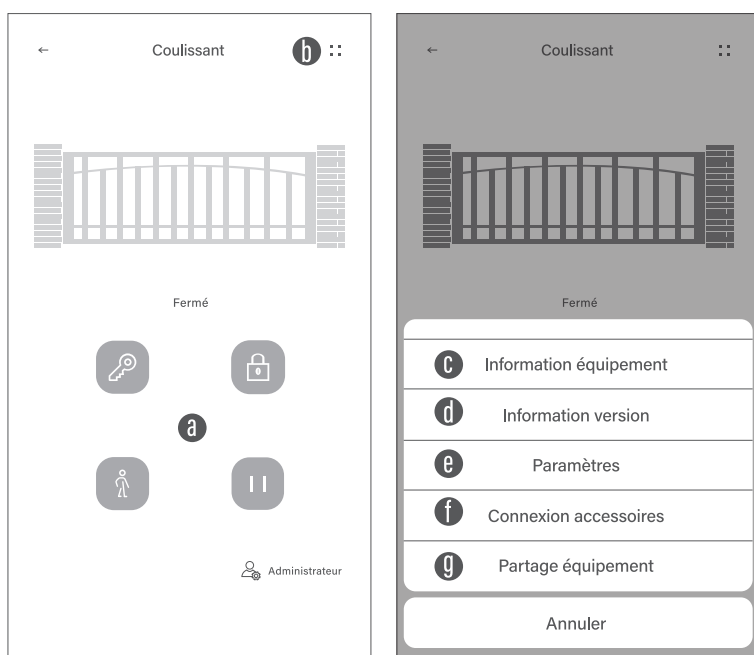 ← Coulissant b
Fermé
a
Administrateur
← Coulissant
Fermé
c Information équipement
d Information version
e Paramètres
f Connexion accessoires
g Partage équipement
Annuler